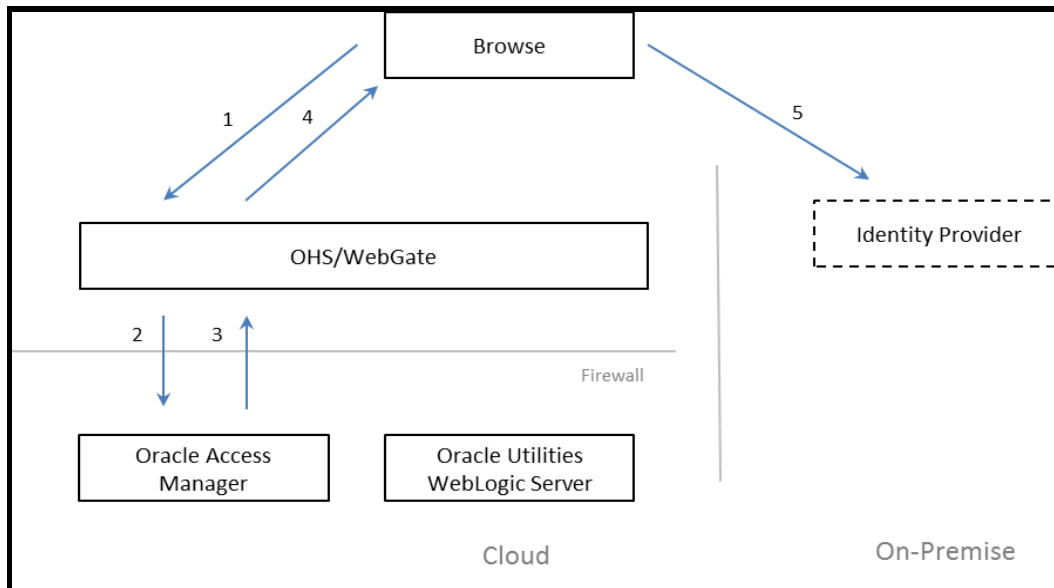 Browse
1
4
5
OHS/WebGate
Identity Provider
2
3
Firewall
Oracle Access
Manager
Oracle Utilities
WebLogic Server
Cloud
On-Premise